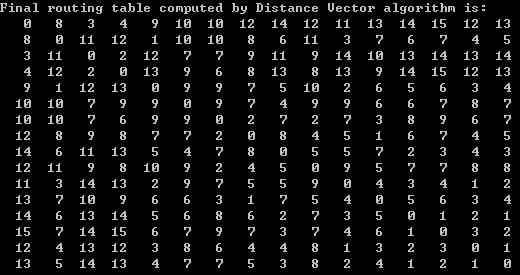 Final routing table computed by Distance Vector algorithm is:
0 8 3 4 9 10 10 12 14 12 11 13 14 15 12 13
8 0 11 12 1 10 10 8 6 11 3 7 6 7 4 5
3 11 0 2 12 7 7 9 11 9 14 10 13 14 13 14
4 12 2 0 13 9 6 8 13 8 13 9 14 15 12 13
9 1 12 13 0 9 9 7 5 10 2 6 5 6 3 4
10 10 7 9 9 0 9 7 4 9 9 6 6 7 8 7
10 10 7 6 9 9 0 2 7 2 7 3 8 9 6 7
12 8 9 8 7 7 2 0 8 4 5 1 6 7 4 5
14 6 11 13 5 4 7 8 0 5 5 7 2 3 4 3
12 11 9 8 10 9 2 4 5 0 9 5 7 7 8 8
11 3 14 13 2 9 7 5 5 9 0 4 3 4 1 2
13 7 10 9 6 6 3 1 7 5 4 0 5 6 3 4
14 6 13 14 5 6 8 6 2 7 3 5 0 1 2 1
15 7 14 15 6 7 9 7 3 7 4 6 1 0 3 2
12 4 13 12 3 8 6 4 4 8 1 3 2 3 0 1
13 5 14 13 4 7 7 5 3 8 2 4 1 2 1 0